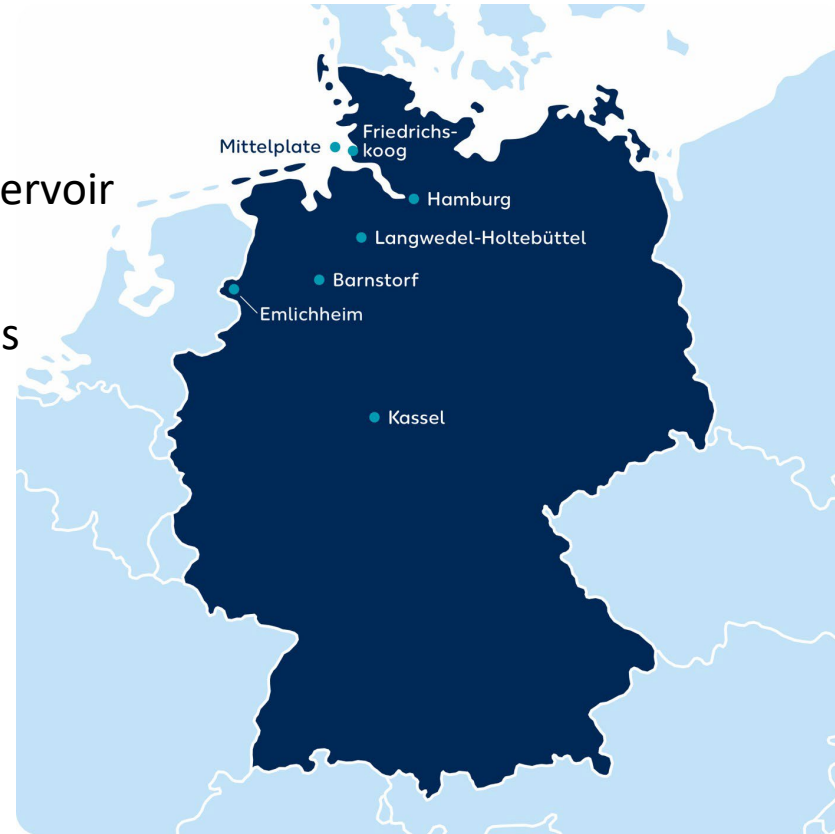 ervoir
s
Mittelplate
Friedrichs-
koog
Hamburg
Langwedel-Holtebüttel
Barnstorf
Emlichheim
Kassel